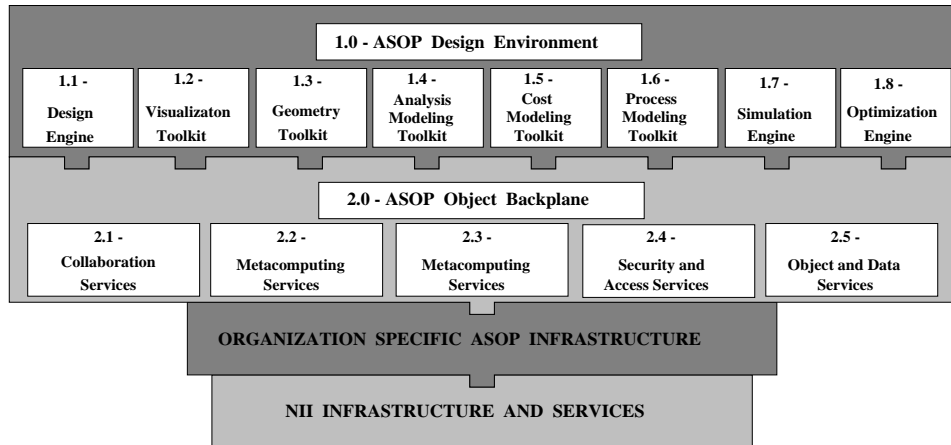 1.0 - ASOP Design Environment
1.1 -
Design
Engine
1.2 -
Visualizaton
Toolkit
1.3 -
Geometry
Toolkit
1.4 -
Analysis
Modeling
Toolkit
1.5 -
Cost
Modeling
Toolkit
1.6 -
Process
Modeling
Toolkit
1.7 -
Simulation
Engine
1.8 -
Optimization
Engine
2.0 - ASOP Object Backplane
2.1 -
Collaboration
Services
2.2 -
Metacomputing
Services
2.3 -
Metacomputing
Services
2.4 -
Security and
Access Services
2.5 -
Object and Data
Services
ORGANIZATION SPECIFIC ASOP INFRASTRUCTURE
NII INFRASTRUCTURE AND SERVICES